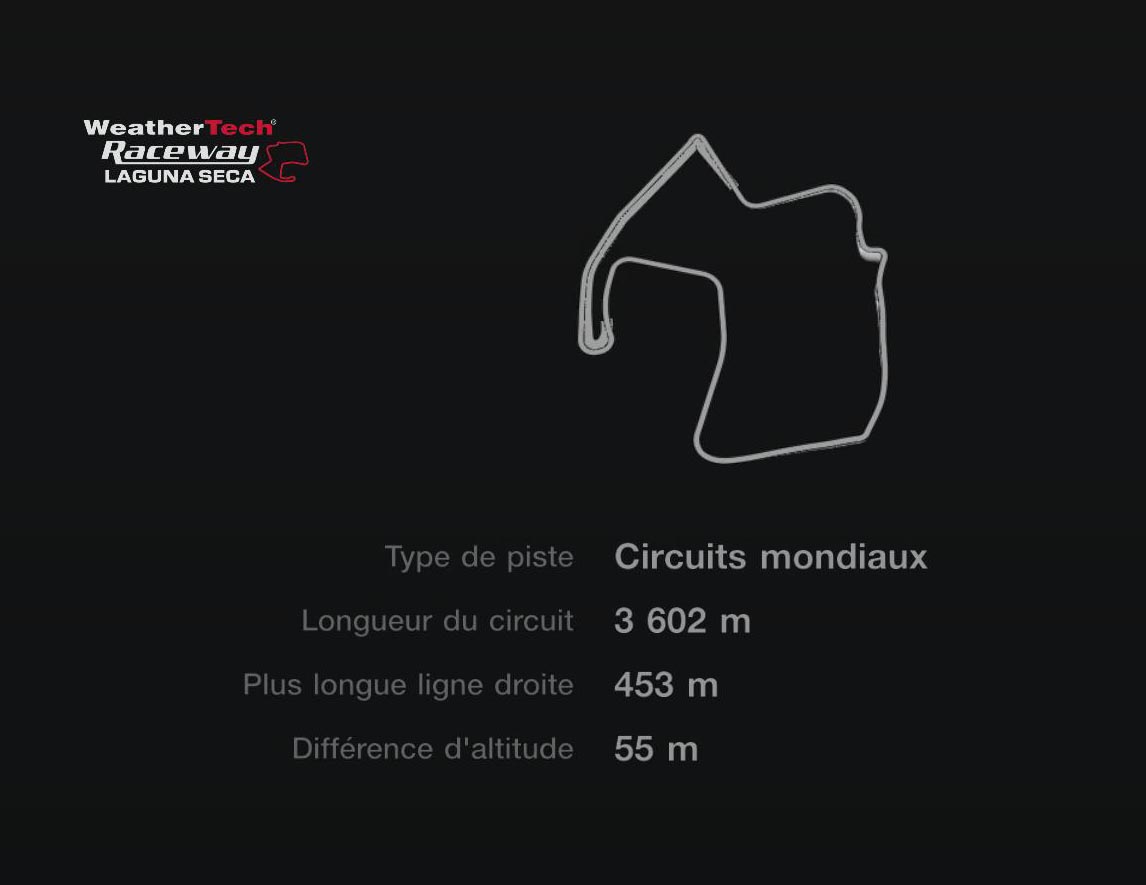 WeatherTech®
Raceway
LAGUNA SECA
Type de piste Circuits mondiaux
Longueur du circuit 3 602 m
Plus longue ligne droite 453 m
Différence d'altitude 55 m